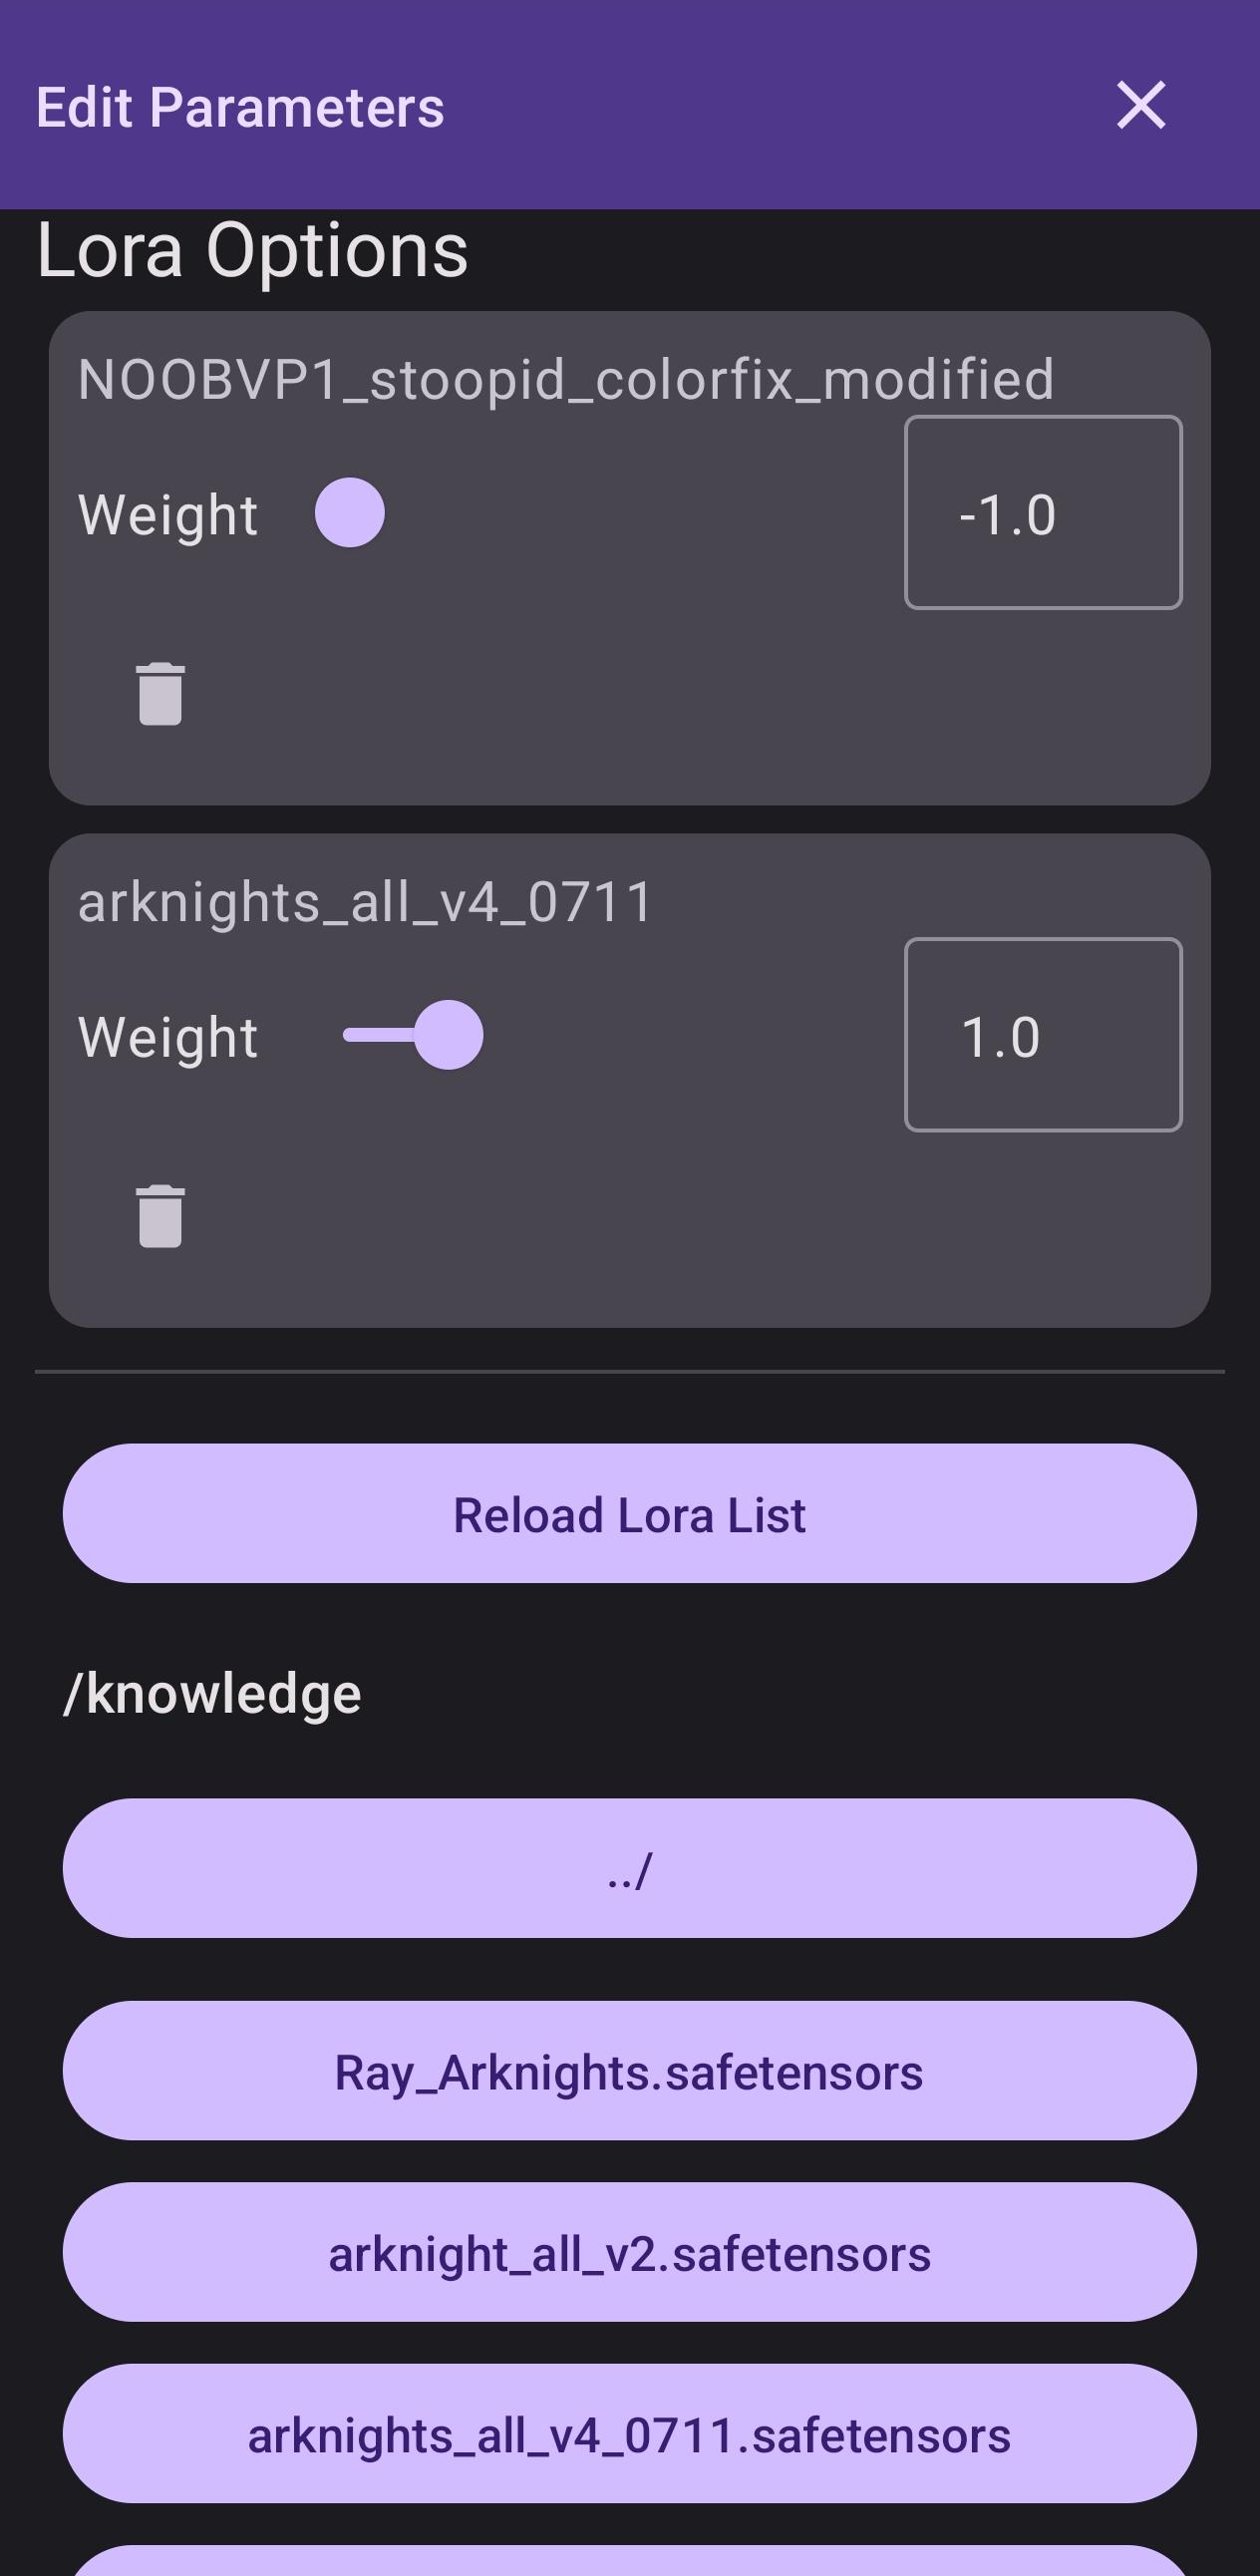 Edit Parameters
Lora Options
NOOBVP1_stoopid_colorfix_modified
Weight
-1.0
arknights_all_v4_0711
Weight
1.0
Reload Lora List
/knowledge
../
Ray_Arknights.safetensors
arknight_all_v2.safetensors
arknights_all_v4_0711.safetensors